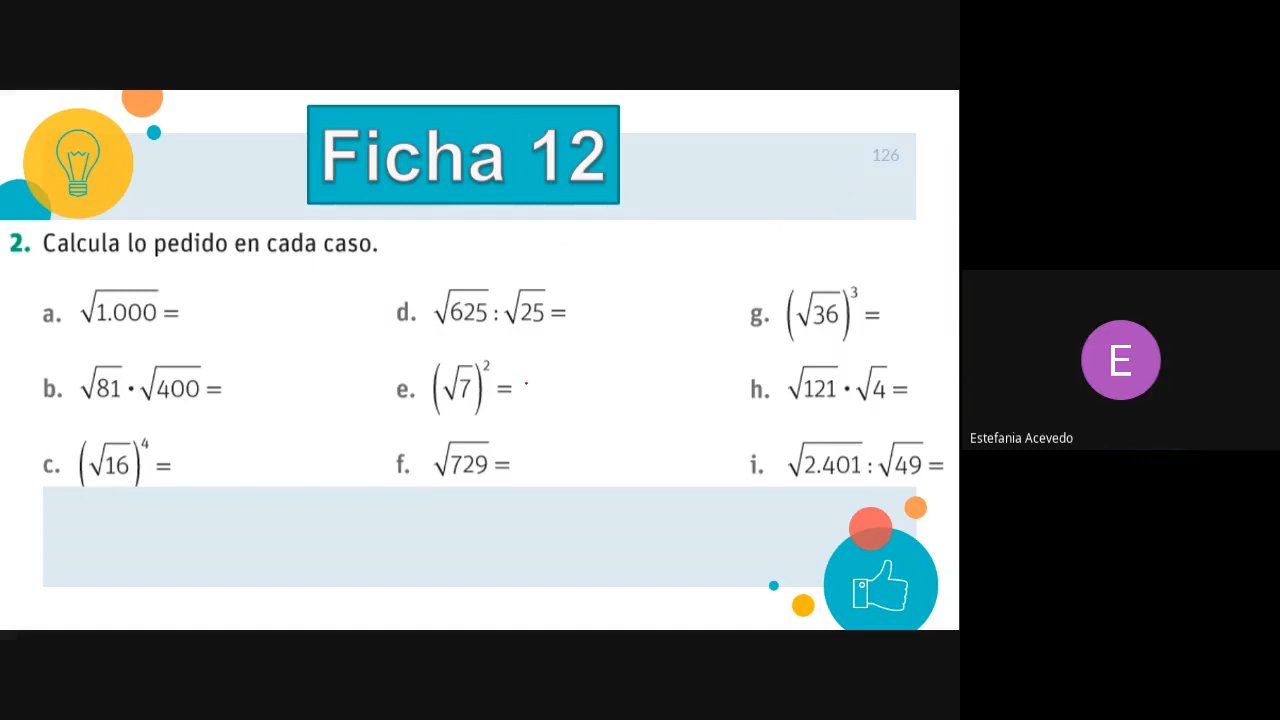 Ficha 12
126
2. Calcula lo pedido en cada caso.
a. √1.000 =
b. √81 · √400 =
c. (√16)⁴ =
d. √625 : √25 =
e. (√7)² =
f. √729 =
g. (√36)³ =
h. √121 · √4 =
i. √2.401 : √49 =
E
Estefania Acevedo